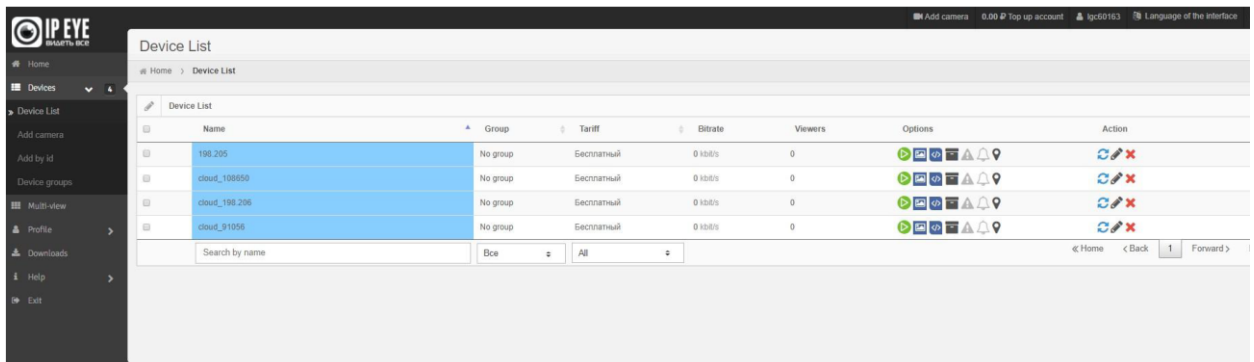 Add camera 0.00 ₽ Top up account lgc60163 Language of the interface
IP EYE
ВИДЕТЬ ВСЕ
Home
Devices 4
Device List
Add camera
Add by id
Device groups
Multi-view
Profile
Downloads
Help
Exit
Device List
Home > Device List
Device List
Name Group Tariff Bitrate Viewers Options Action
198.205 No group Бесплатный 0 kbit/s 0
cloud_108650 No group Бесплатный 0 kbit/s 0
cloud_198.206 No group Бесплатный 0 kbit/s 0
cloud_91056 No group Бесплатный 0 kbit/s 0
Search by name Все All « Home < Back 1 Forward >